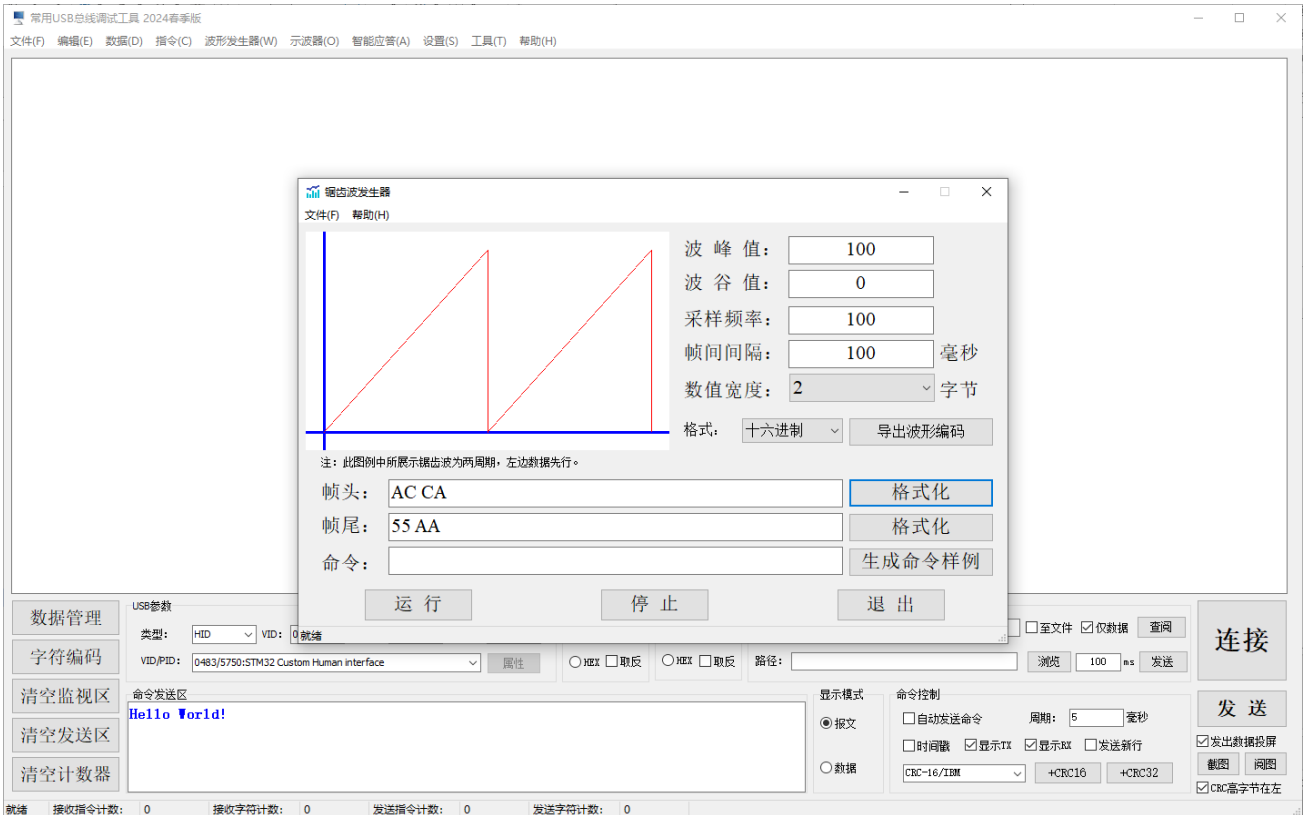 常用USB总线调试工具 2024春季版
文件(F) 编辑(E) 数据(D) 指令(C) 波形发生器(W) 示波器(O) 智能应答(A) 设置(S) 工具(T) 帮助(H)
锯齿波发生器
文件(F) 帮助(H)
波 峰 值： 100
波 谷 值： 0
采样频率： 100
帧间间隔： 100 毫秒
数值宽度： 2 字节
格式： 十六进制 导出波形编码
注：此图例中所展示锯齿波为两周期，左边数据先行。
帧头： AC CA 格式化
帧尾： 55 AA 格式化
命令： 生成命令样例
运 行 停 止 退 出
就绪
数据管理
字符编码
清空监视区
清空发送区
清空计数器
USB参数
类型： HID VID: 0
VID/PID: 0483/5750:STM32 Custom Human interface 属性
HEX 取反 HEX 取反
至文件 仅数据 查阅
路径： 浏览 100 ms 发送
连接
命令发送区
Hello World!
显示模式
报文
数据
命令控制
自动发送命令 周期： 5 毫秒
时间戳 显示TX 显示RX 发送新行
CRC-16/IBM +CRC16 +CRC32
发 送
发出数据投屏
截图 阅图
CRC高字节在左
就绪 接收指令计数： 0 接收字符计数： 0 发送指令计数： 0 发送字符计数： 0